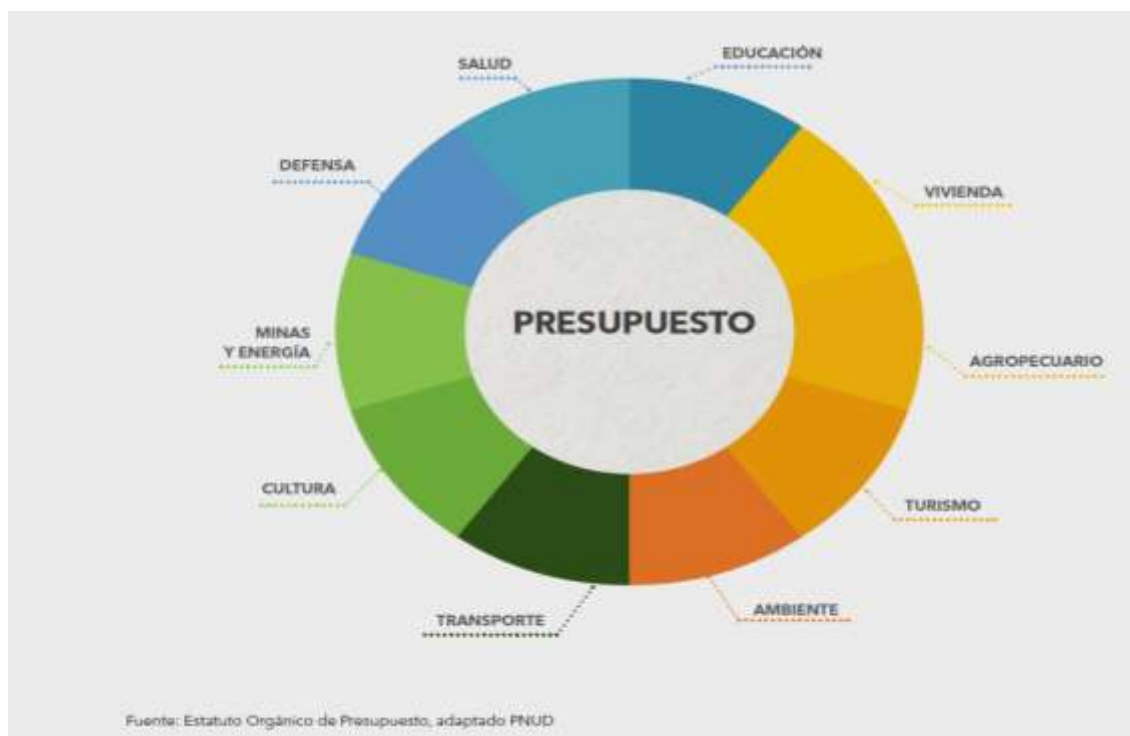 EDUCACIÓN
SALUD
DEFENSA
VIVIENDA
PRESUPUESTO
MINAS
Y ENERGÍA
AGROPECUARIO
CULTURA
TURISMO
TRANSPORTE
AMBIENTE
Fuente: Estatuto Orgánico de Presupuesto, adaptado PNUD